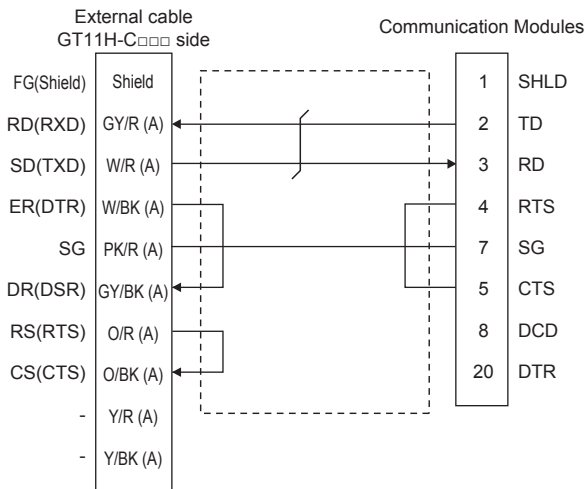 External cable
GT11H-C□□□ side
Communication Modules
FG(Shield) Shield 1 SHLD
RD(RXD) GY/R (A) 2 TD
SD(TXD) W/R (A) 3 RD
ER(DTR) W/BK (A) 4 RTS
SG PK/R (A) 7 SG
DR(DSR) GY/BK (A) 5 CTS
RS(RTS) O/R (A) 8 DCD
CS(CTS) O/BK (A) 20 DTR
- Y/R (A)
- Y/BK (A)